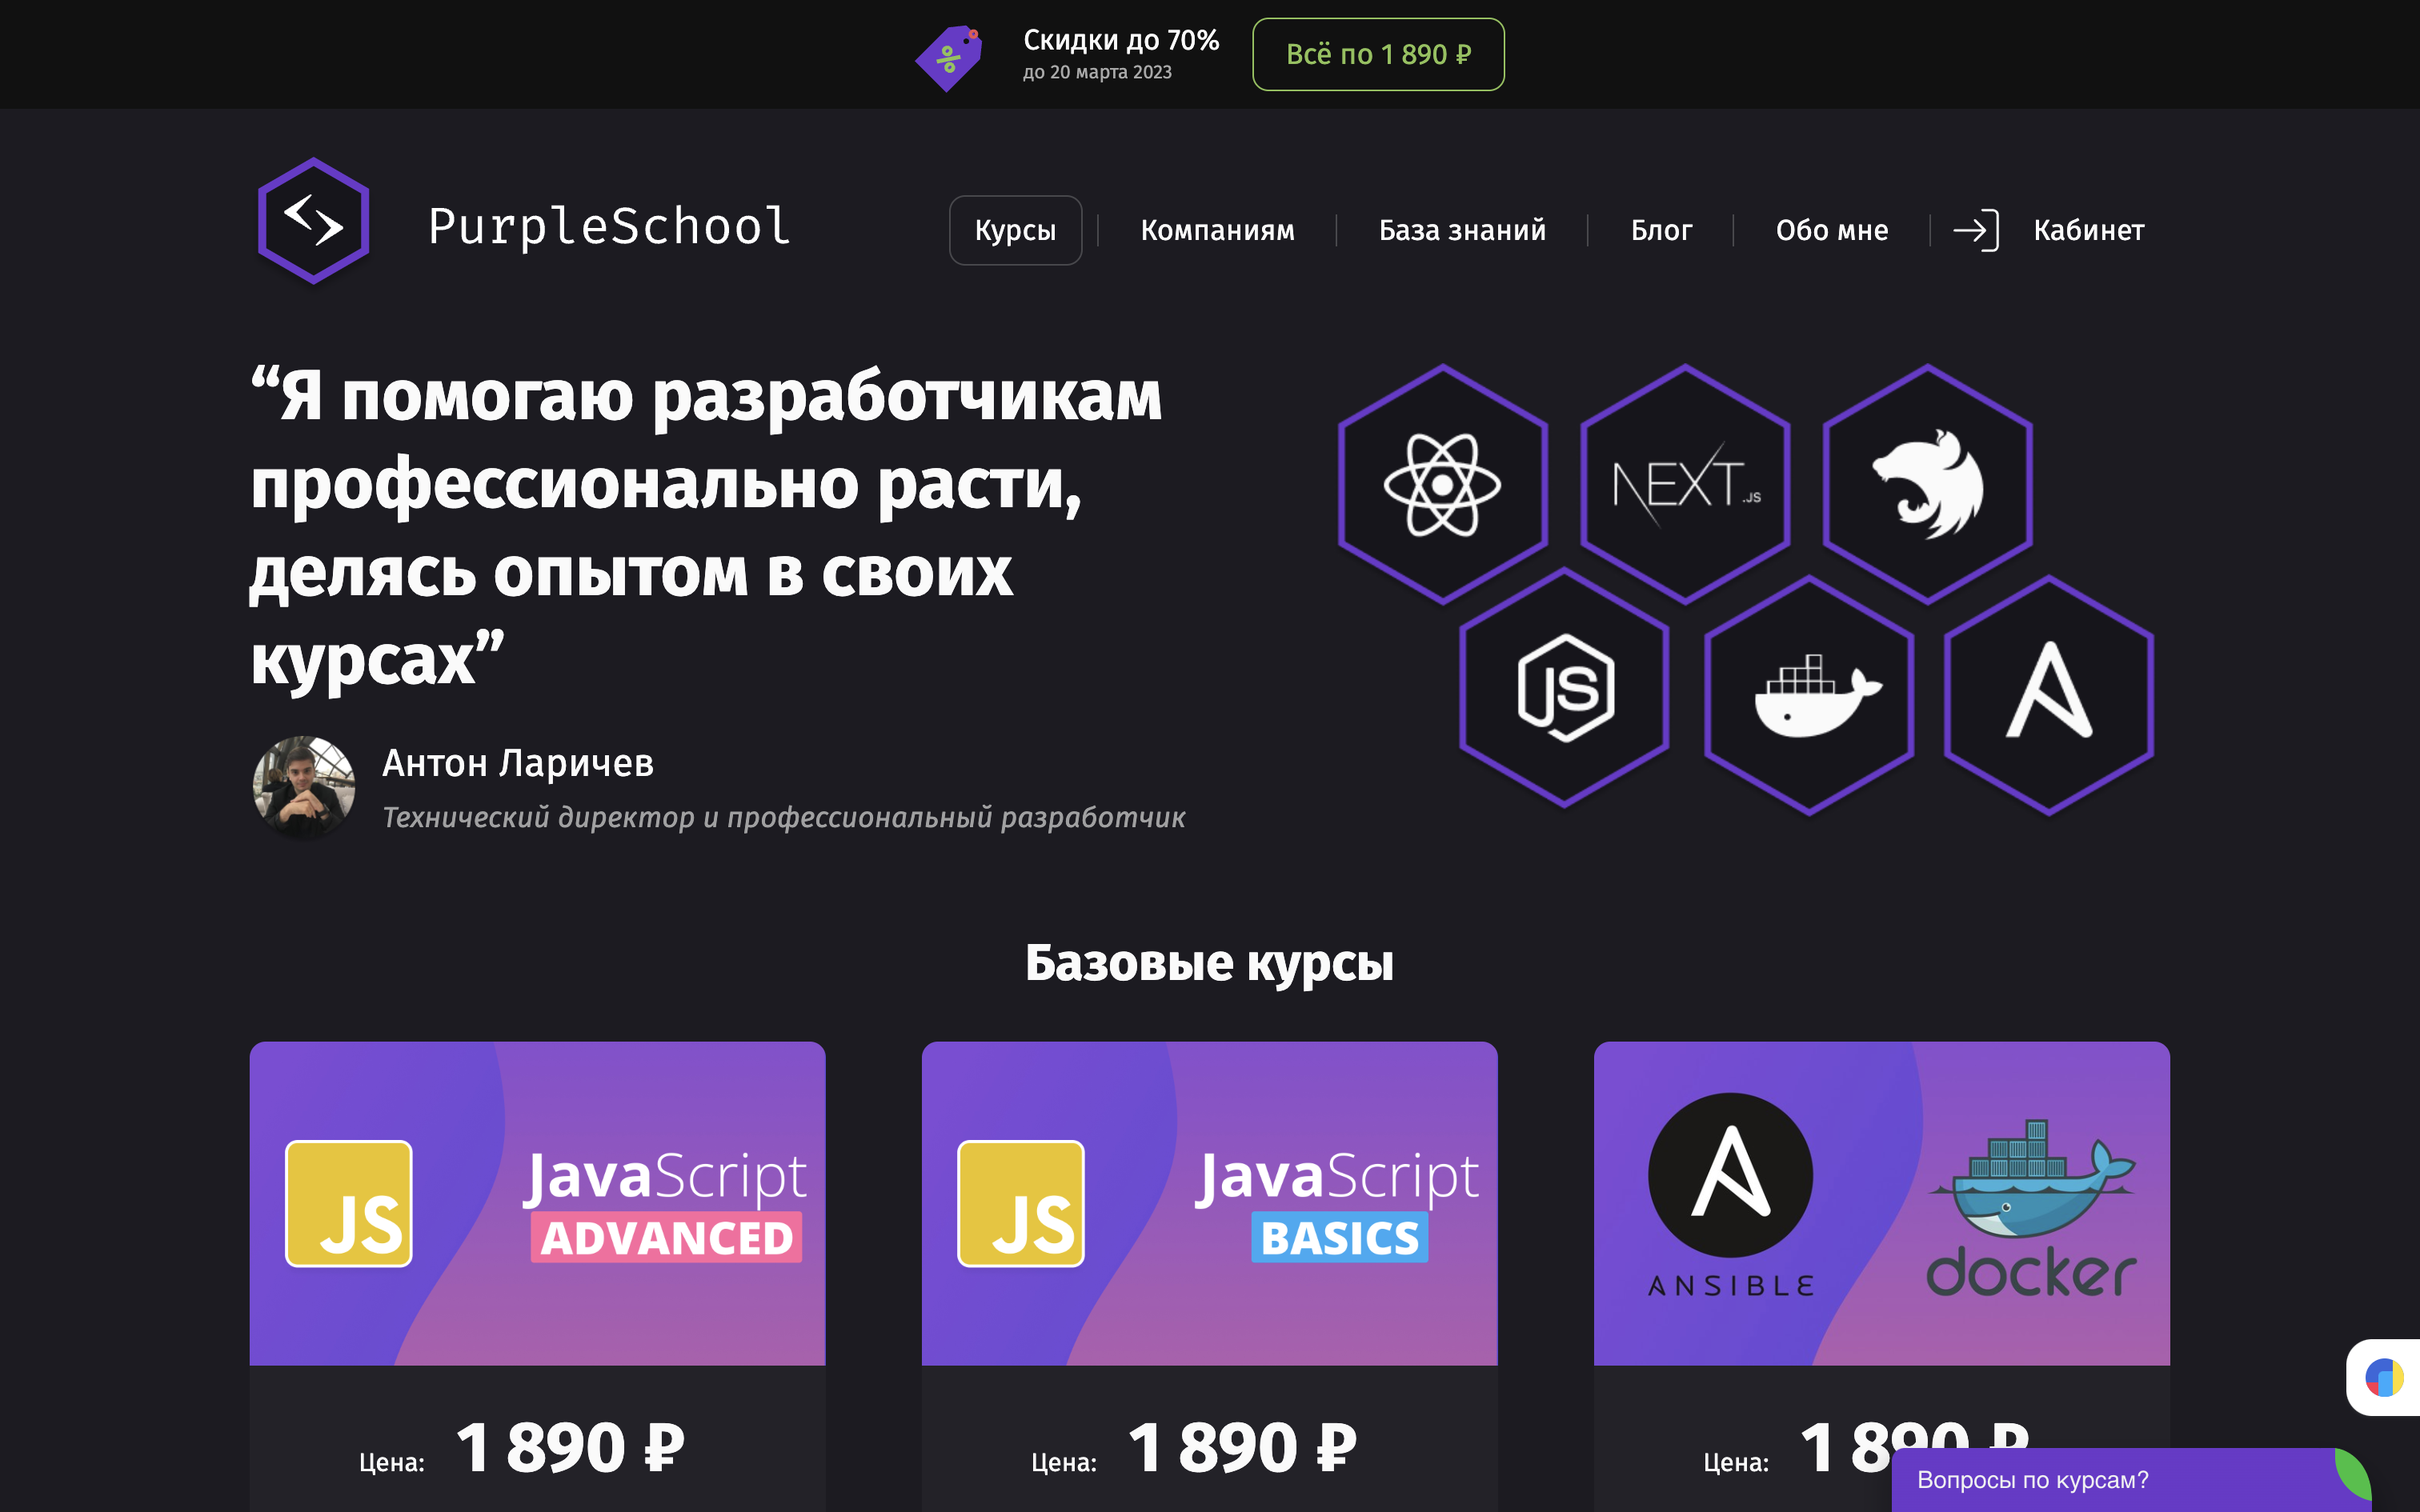 Скидки до 70%
до 20 марта 2023
Всё по 1 890 ₽
PurpleSchool
Курсы
Компаниям
База знаний
Блог
Обо мне
Кабинет
“Я помогаю разработчикам
профессионально расти,
делясь опытом в своих
курсах”
NEXT.JS
JS
Антон Ларичев
Технический директор и профессиональный разработчик
Базовые курсы
JS
JavaScript
ADVANCED
JS
JavaScript
BASICS
ANSIBLE
docker
Цена: 1 890 ₽
Цена: 1 890 ₽
Цена: 1 890 ₽
Вопросы по курсам?